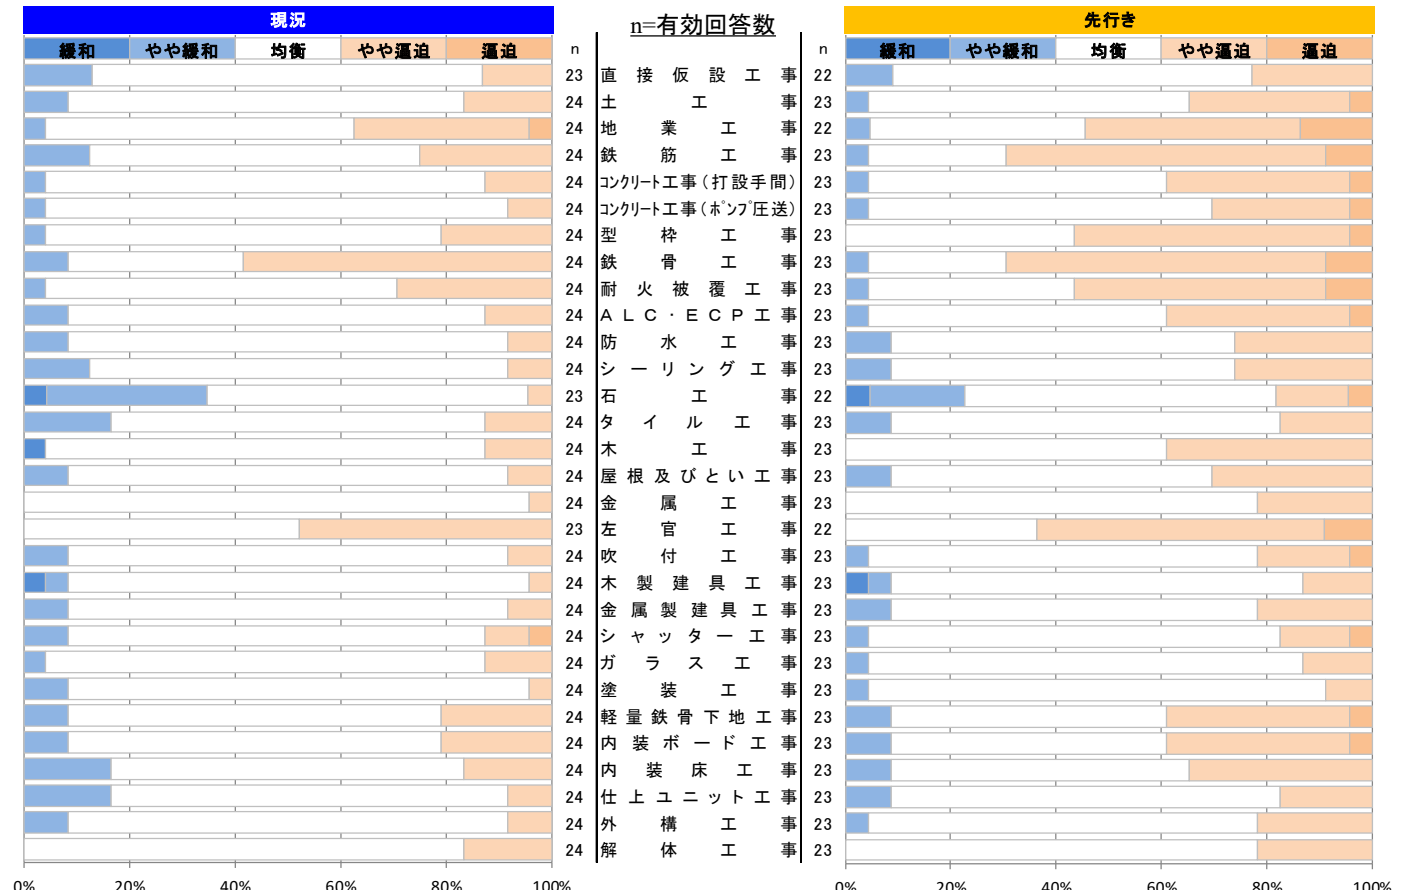 現況 n=有効回答数 先行き
緩和 やや緩和 均衡 やや逼迫 逼迫 n n 緩和 やや緩和 均衡 やや逼迫 逼迫
23 直接仮設工事 22
24 土工事 23
24 地業工事 22
24 鉄筋工事 23
24 コンクリート工事(打設手間) 23
24 コンクリート工事(ポンプ圧送) 23
24 型枠工事 23
24 鉄骨工事 23
24 耐火被覆工事 23
24 ALC・ECP工事 23
24 防水工事 23
24 シーリング工事 23
23 石工事 22
24 タイル工事 23
24 木工事 23
24 屋根及びとい工事 23
24 金属工事 23
23 左官工事 22
24 吹付工事 23
24 木製建具工事 23
24 金属製建具工事 23
24 シャッター工事 23
24 ガラス工事 23
24 塗装工事 23
24 軽量鉄骨下地工事 23
24 内装ボード工事 23
24 内装床工事 23
24 仕上ユニット工事 23
24 外構工事 23
24 解体工事 23
0% 20% 40% 60% 80% 100% 0% 20% 40% 60% 80% 100%